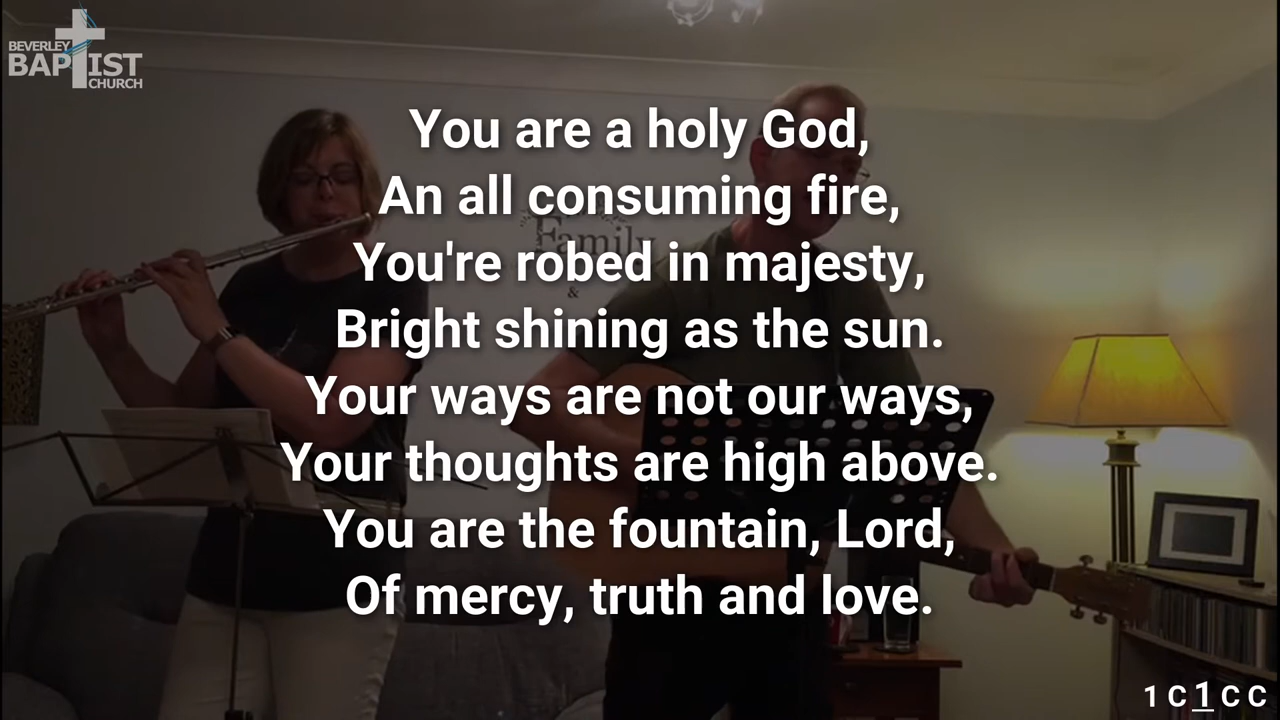 BEVERLEY
BAPTIST
CHURCH
You are a holy God,
An all consuming fire,
Family
You're robed in majesty,
&
Bright shining as the sun.
Your ways are not our ways,
Your thoughts are high above.
You are the fountain, Lord,
Of mercy, truth and love.
1 C 1 C C